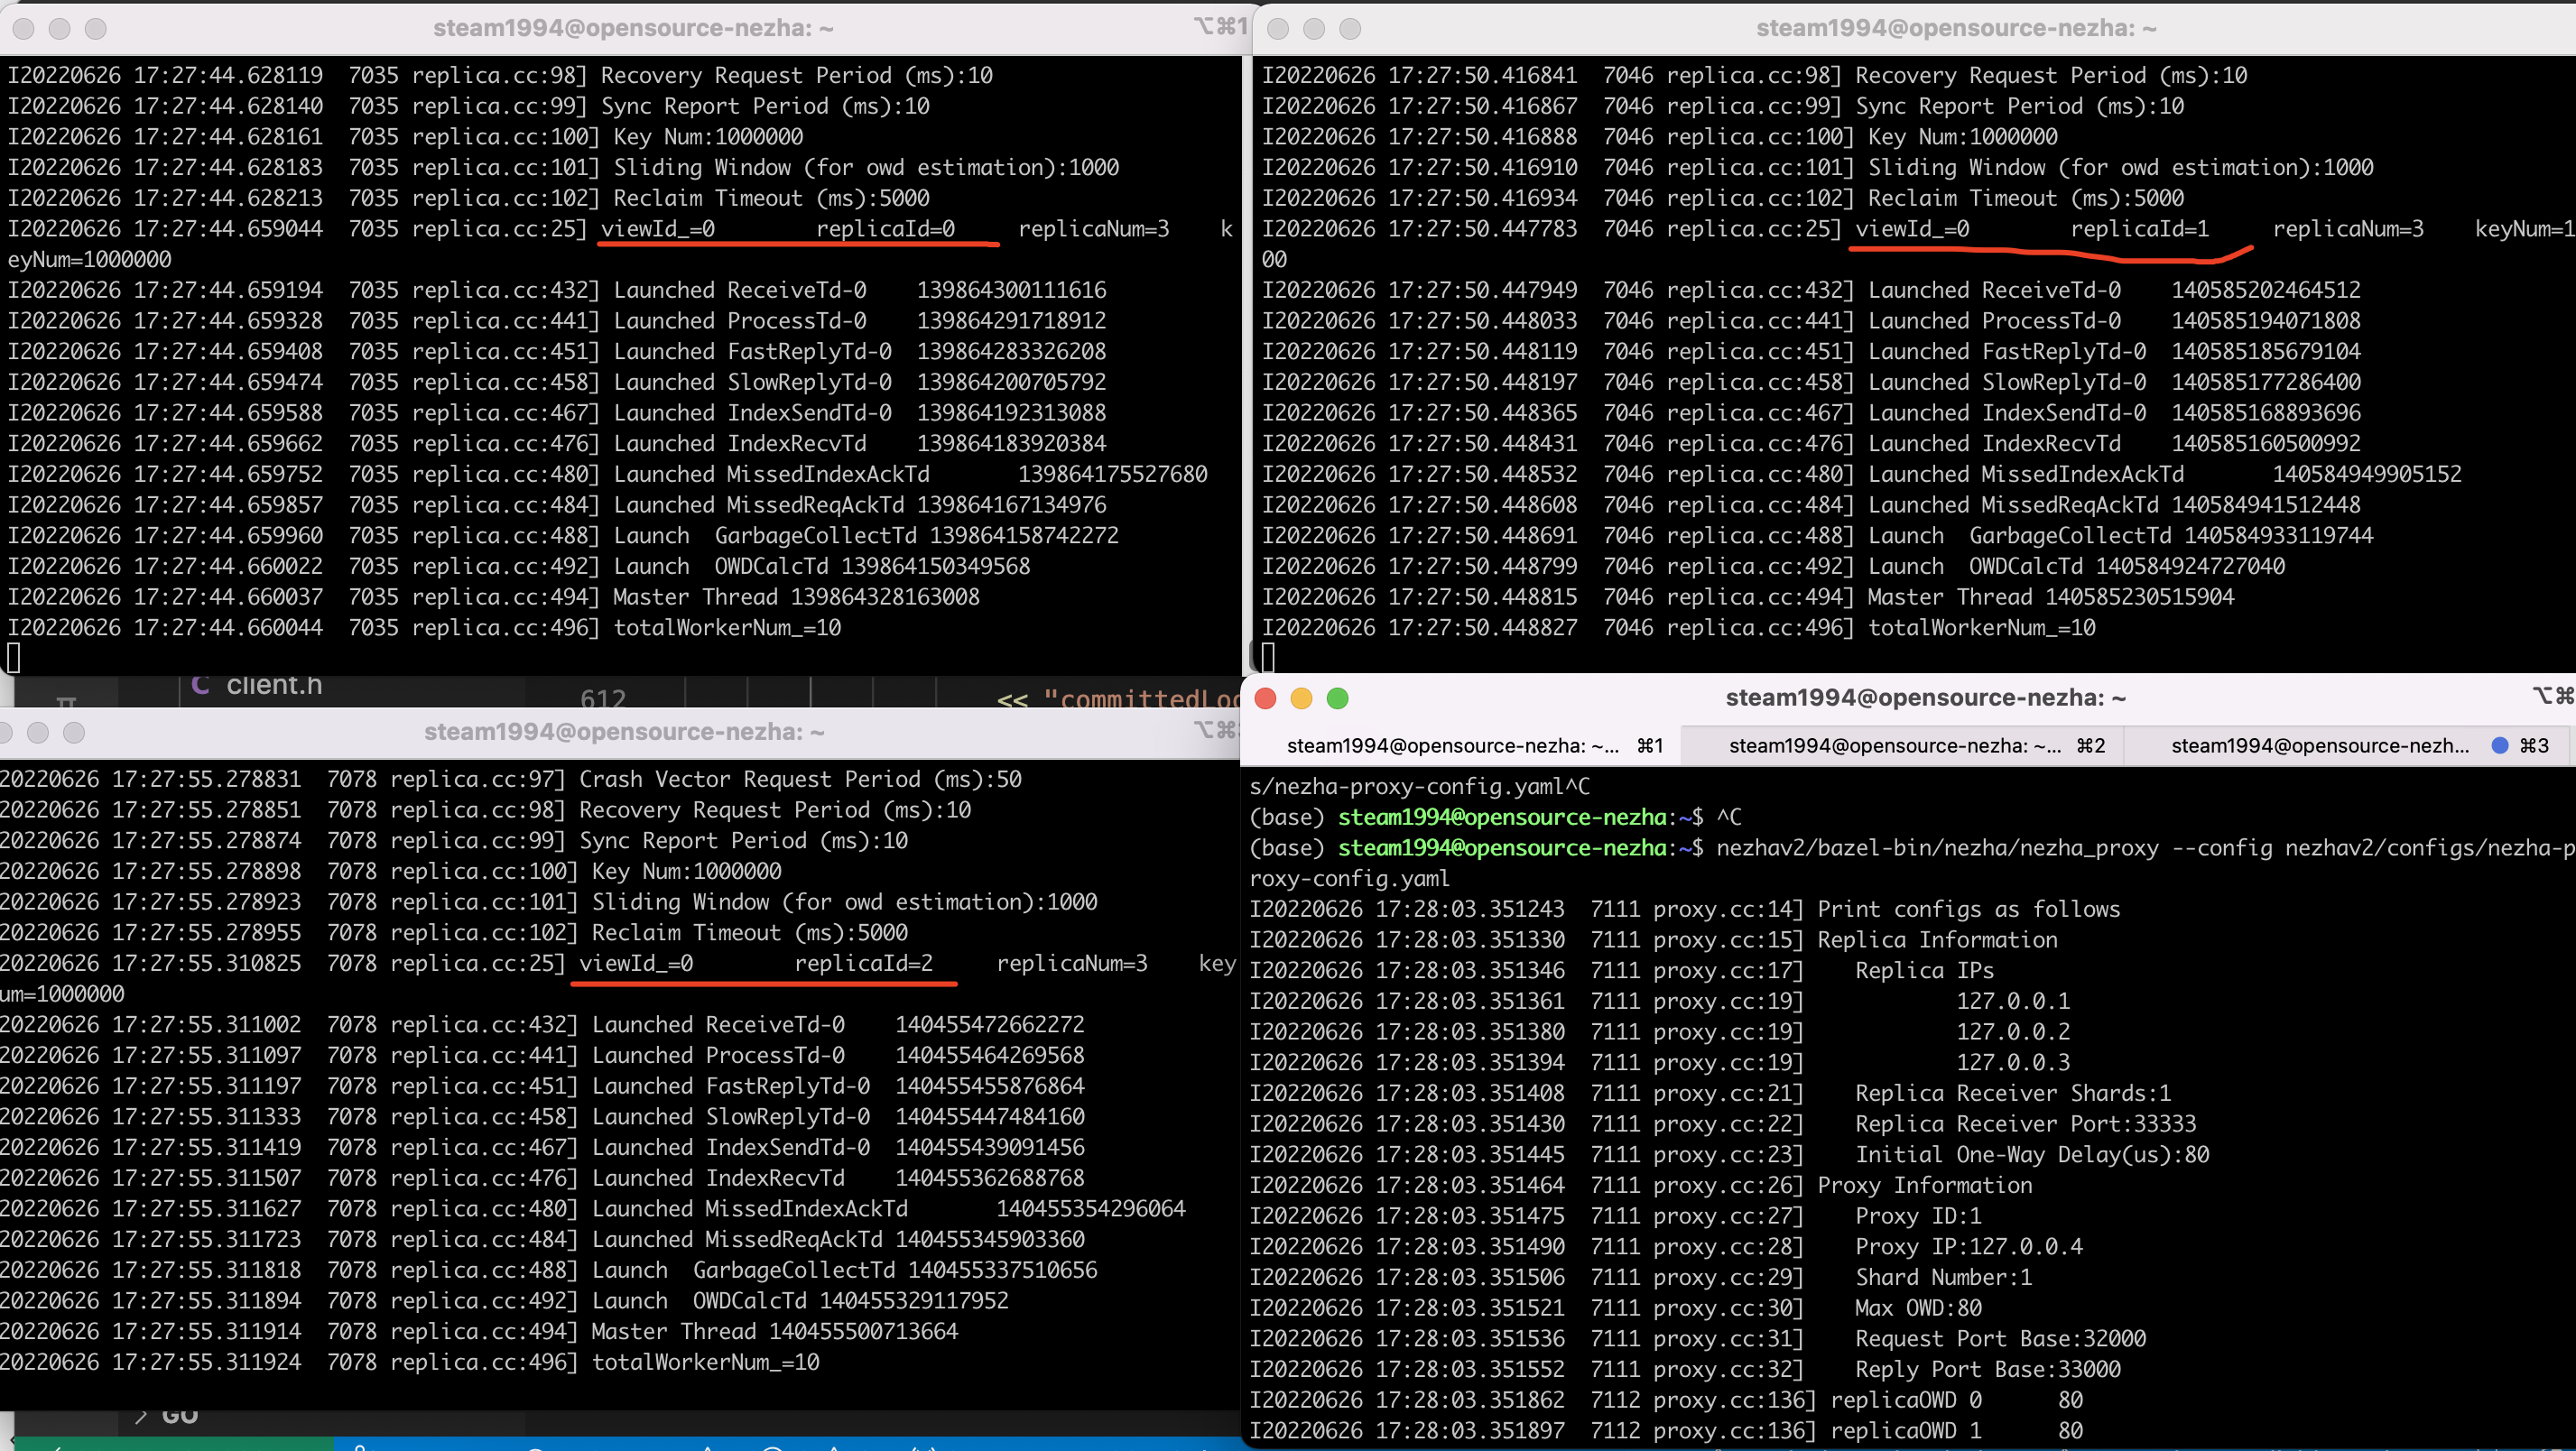 steam1994@opensource-nezha: ~ ⌥⌘1
I20220626 17:27:44.628119 7035 replica.cc:98] Recovery Request Period (ms):10
I20220626 17:27:44.628140 7035 replica.cc:99] Sync Report Period (ms):10
I20220626 17:27:44.628161 7035 replica.cc:100] Key Num:1000000
I20220626 17:27:44.628183 7035 replica.cc:101] Sliding Window (for owd estimation):1000
I20220626 17:27:44.628213 7035 replica.cc:102] Reclaim Timeout (ms):5000
I20220626 17:27:44.659044 7035 replica.cc:25] viewId_=0 replicaId=0 replicaNum=3 k
eyNum=1000000
I20220626 17:27:44.659194 7035 replica.cc:432] Launched ReceiveTd-0 139864300111616
I20220626 17:27:44.659328 7035 replica.cc:441] Launched ProcessTd-0 139864291718912
I20220626 17:27:44.659408 7035 replica.cc:451] Launched FastReplyTd-0 139864283326208
I20220626 17:27:44.659474 7035 replica.cc:458] Launched SlowReplyTd-0 139864200705792
I20220626 17:27:44.659588 7035 replica.cc:467] Launched IndexSendTd-0 139864192313088
I20220626 17:27:44.659662 7035 replica.cc:476] Launched IndexRecvTd 139864183920384
I20220626 17:27:44.659752 7035 replica.cc:480] Launched MissedIndexAckTd 139864175527680
I20220626 17:27:44.659857 7035 replica.cc:484] Launched MissedReqAckTd 139864167134976
I20220626 17:27:44.659960 7035 replica.cc:488] Launch GarbageCollectTd 139864158742272
I20220626 17:27:44.660022 7035 replica.cc:492] Launch OWDCalcTd 139864150349568
I20220626 17:27:44.660037 7035 replica.cc:494] Master Thread 139864328163008
I20220626 17:27:44.660044 7035 replica.cc:496] totalWorkerNum_=10
steam1994@opensource-nezha: ~
I20220626 17:27:50.416841 7046 replica.cc:98] Recovery Request Period (ms):10
I20220626 17:27:50.416867 7046 replica.cc:99] Sync Report Period (ms):10
I20220626 17:27:50.416888 7046 replica.cc:100] Key Num:1000000
I20220626 17:27:50.416910 7046 replica.cc:101] Sliding Window (for owd estimation):1000
I20220626 17:27:50.416934 7046 replica.cc:102] Reclaim Timeout (ms):5000
I20220626 17:27:50.447783 7046 replica.cc:25] viewId_=0 replicaId=1 replicaNum=3 keyNum=1
00
I20220626 17:27:50.447949 7046 replica.cc:432] Launched ReceiveTd-0 140585202464512
I20220626 17:27:50.448033 7046 replica.cc:441] Launched ProcessTd-0 140585194071808
I20220626 17:27:50.448119 7046 replica.cc:451] Launched FastReplyTd-0 140585185679104
I20220626 17:27:50.448197 7046 replica.cc:458] Launched SlowReplyTd-0 140585177286400
I20220626 17:27:50.448365 7046 replica.cc:467] Launched IndexSendTd-0 140585168893696
I20220626 17:27:50.448431 7046 replica.cc:476] Launched IndexRecvTd 140585160500992
I20220626 17:27:50.448532 7046 replica.cc:480] Launched MissedIndexAckTd 140584949905152
I20220626 17:27:50.448608 7046 replica.cc:484] Launched MissedReqAckTd 140584941512448
I20220626 17:27:50.448691 7046 replica.cc:488] Launch GarbageCollectTd 140584933119744
I20220626 17:27:50.448799 7046 replica.cc:492] Launch OWDCalcTd 140584924727040
I20220626 17:27:50.448815 7046 replica.cc:494] Master Thread 140585230515904
I20220626 17:27:50.448827 7046 replica.cc:496] totalWorkerNum_=10
C client.h 612 << "committedLo
steam1994@opensource-nezha: ~ ⌥⌘
20220626 17:27:55.278831 7078 replica.cc:97] Crash Vector Request Period (ms):50
20220626 17:27:55.278851 7078 replica.cc:98] Recovery Request Period (ms):10
20220626 17:27:55.278874 7078 replica.cc:99] Sync Report Period (ms):10
20220626 17:27:55.278898 7078 replica.cc:100] Key Num:1000000
20220626 17:27:55.278923 7078 replica.cc:101] Sliding Window (for owd estimation):1000
20220626 17:27:55.278955 7078 replica.cc:102] Reclaim Timeout (ms):5000
20220626 17:27:55.310825 7078 replica.cc:25] viewId_=0 replicaId=2 replicaNum=3 key
um=1000000
20220626 17:27:55.311002 7078 replica.cc:432] Launched ReceiveTd-0 140455472662272
20220626 17:27:55.311097 7078 replica.cc:441] Launched ProcessTd-0 140455464269568
20220626 17:27:55.311197 7078 replica.cc:451] Launched FastReplyTd-0 140455455876864
20220626 17:27:55.311333 7078 replica.cc:458] Launched SlowReplyTd-0 140455447484160
20220626 17:27:55.311419 7078 replica.cc:467] Launched IndexSendTd-0 140455439091456
20220626 17:27:55.311507 7078 replica.cc:476] Launched IndexRecvTd 140455362688768
20220626 17:27:55.311627 7078 replica.cc:480] Launched MissedIndexAckTd 140455354296064
20220626 17:27:55.311723 7078 replica.cc:484] Launched MissedReqAckTd 140455345903360
20220626 17:27:55.311818 7078 replica.cc:488] Launch GarbageCollectTd 140455337510656
20220626 17:27:55.311894 7078 replica.cc:492] Launch OWDCalcTd 140455329117952
20220626 17:27:55.311914 7078 replica.cc:494] Master Thread 140455500713664
20220626 17:27:55.311924 7078 replica.cc:496] totalWorkerNum_=10
> GO
steam1994@opensource-nezha: ~ ⌥⌘
steam1994@opensource-nezha: ~... ⌘1 steam1994@opensource-nezha: ~... ⌘2 steam1994@opensource-nezh... ⌘3
s/nezha-proxy-config.yaml^C
(base) steam1994@opensource-nezha:~$ ^C
(base) steam1994@opensource-nezha:~$ nezhav2/bazel-bin/nezha/nezha_proxy --config nezhav2/configs/nezha-p
roxy-config.yaml
I20220626 17:28:03.351243 7111 proxy.cc:14] Print configs as follows
I20220626 17:28:03.351330 7111 proxy.cc:15] Replica Information
I20220626 17:28:03.351346 7111 proxy.cc:17] Replica IPs
I20220626 17:28:03.351361 7111 proxy.cc:19] 127.0.0.1
I20220626 17:28:03.351380 7111 proxy.cc:19] 127.0.0.2
I20220626 17:28:03.351394 7111 proxy.cc:19] 127.0.0.3
I20220626 17:28:03.351408 7111 proxy.cc:21] Replica Receiver Shards:1
I20220626 17:28:03.351430 7111 proxy.cc:22] Replica Receiver Port:33333
I20220626 17:28:03.351445 7111 proxy.cc:23] Initial One-Way Delay(us):80
I20220626 17:28:03.351464 7111 proxy.cc:26] Proxy Information
I20220626 17:28:03.351475 7111 proxy.cc:27] Proxy ID:1
I20220626 17:28:03.351490 7111 proxy.cc:28] Proxy IP:127.0.0.4
I20220626 17:28:03.351506 7111 proxy.cc:29] Shard Number:1
I20220626 17:28:03.351521 7111 proxy.cc:30] Max OWD:80
I20220626 17:28:03.351536 7111 proxy.cc:31] Request Port Base:32000
I20220626 17:28:03.351552 7111 proxy.cc:32] Reply Port Base:33000
I20220626 17:28:03.351862 7112 proxy.cc:136] replicaOWD 0 80
I20220626 17:28:03.351897 7112 proxy.cc:136] replicaOWD 1 80